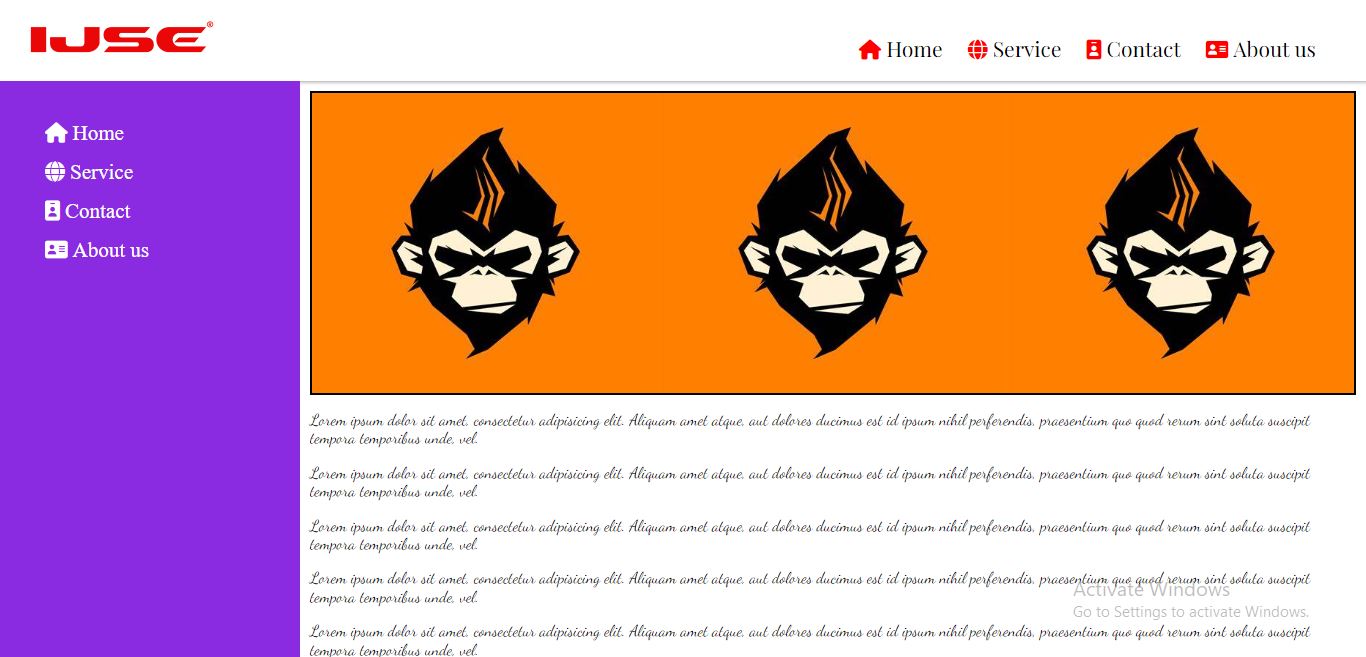 IJSE®
Home Service Contact About us
Home
Service
Contact
About us
Lorem ipsum dolor sit amet, consectetur adipisicing elit. Aliquam amet atque, aut dolores ducimus est id ipsum nihil perferendis, praesentium quo quod rerum sint soluta suscipit
tempora temporibus unde, vel.
Lorem ipsum dolor sit amet, consectetur adipisicing elit. Aliquam amet atque, aut dolores ducimus est id ipsum nihil perferendis, praesentium quo quod rerum sint soluta suscipit
tempora temporibus unde, vel.
Lorem ipsum dolor sit amet, consectetur adipisicing elit. Aliquam amet atque, aut dolores ducimus est id ipsum nihil perferendis, praesentium quo quod rerum sint soluta suscipit
tempora temporibus unde, vel.
Lorem ipsum dolor sit amet, consectetur adipisicing elit. Aliquam amet atque, aut dolores ducimus est id ipsum nihil perferendis, praesentium quo quod rerum sint soluta suscipit
tempora temporibus unde, vel.
Activate Windows
Go to Settings to activate Windows.
Lorem ipsum dolor sit amet, consectetur adipisicing elit. Aliquam amet atque, aut dolores ducimus est id ipsum nihil perferendis, praesentium quo quod rerum sint soluta suscipit
tempora temporibus unde, vel.